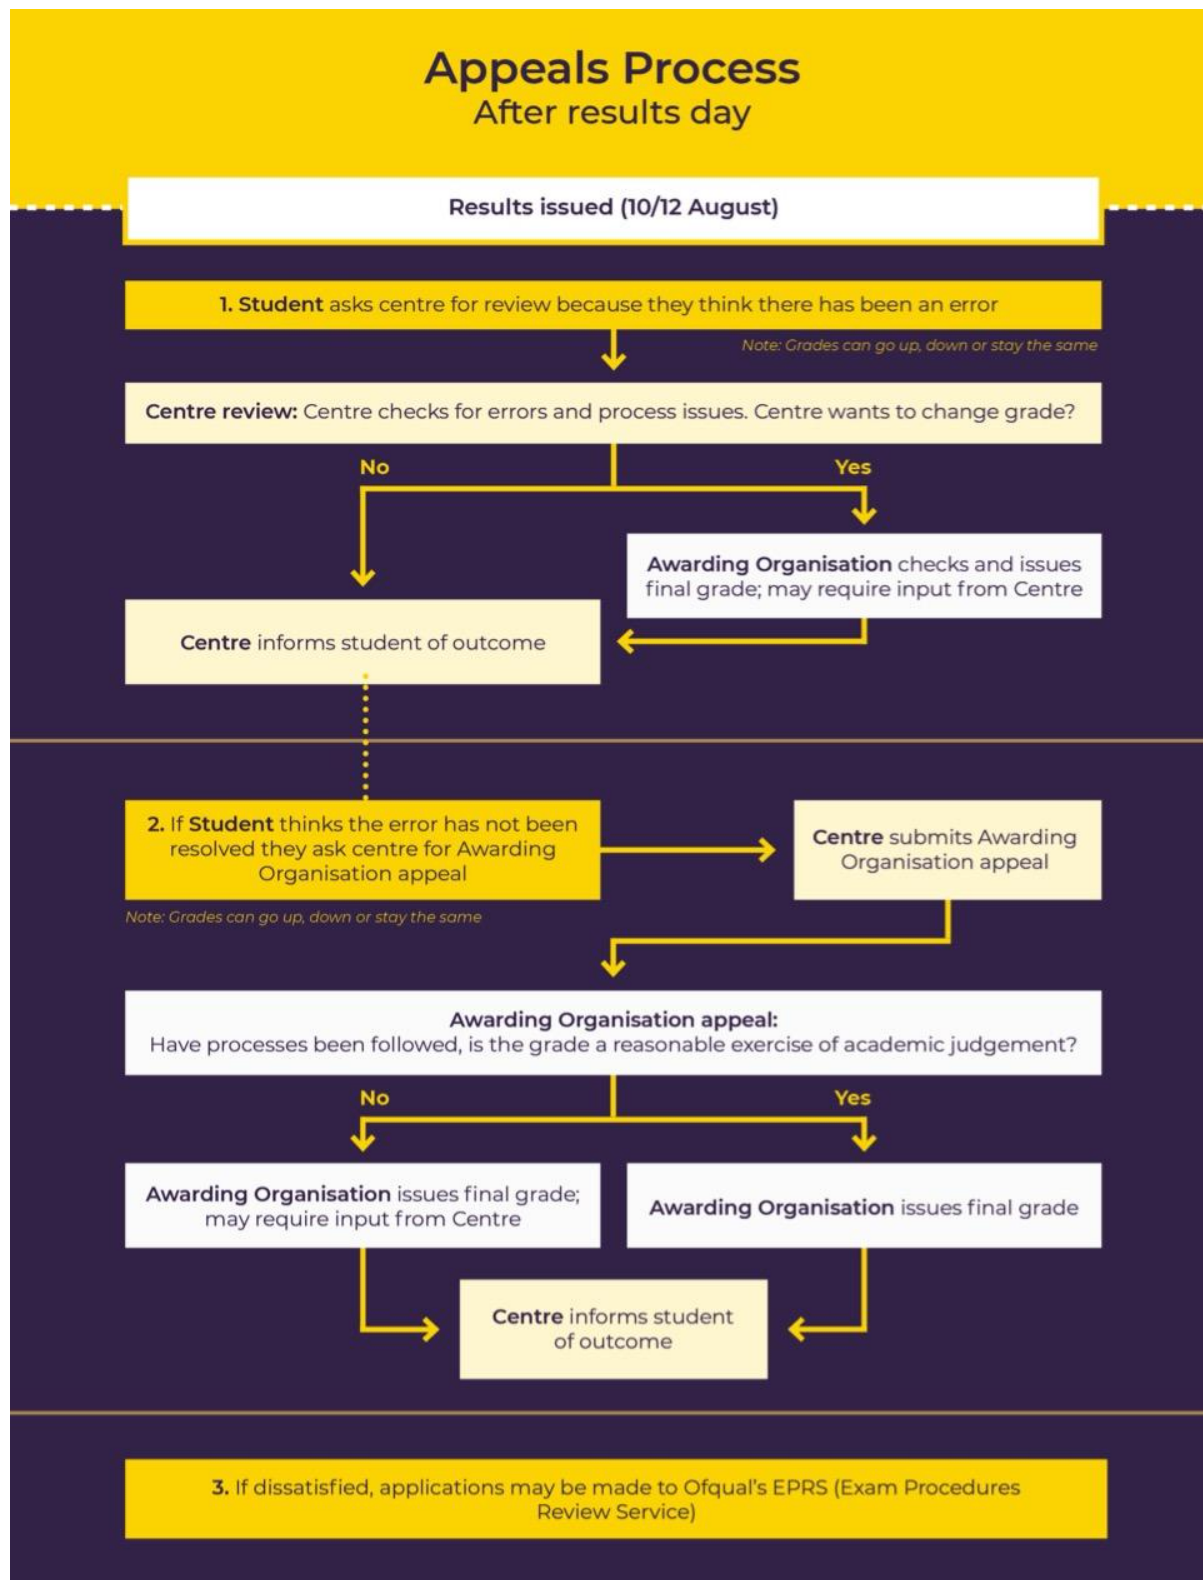 Appeals Process
After results day
Results issued (10/12 August)
1. Student asks centre for review because they think there has been an error
Note: Grades can go up, down or stay the same
Centre review: Centre checks for errors and process issues. Centre wants to change grade?
No
Yes
Awarding Organisation checks and issues
final grade; may require input from Centre
Centre informs student of outcome
2. If Student thinks the error has not been
resolved they ask centre for Awarding
Organisation appeal
Centre submits Awarding
Organisation appeal
Note: Grades can go up, down or stay the same
Awarding Organisation appeal:
Have processes been followed, is the grade a reasonable exercise of academic judgement?
No
Yes
Awarding Organisation issues final grade;
may require input from Centre
Awarding Organisation issues final grade
Centre informs student
of outcome
3. If dissatisfied, applications may be made to Ofqual's EPRS (Exam Procedures
Review Service)